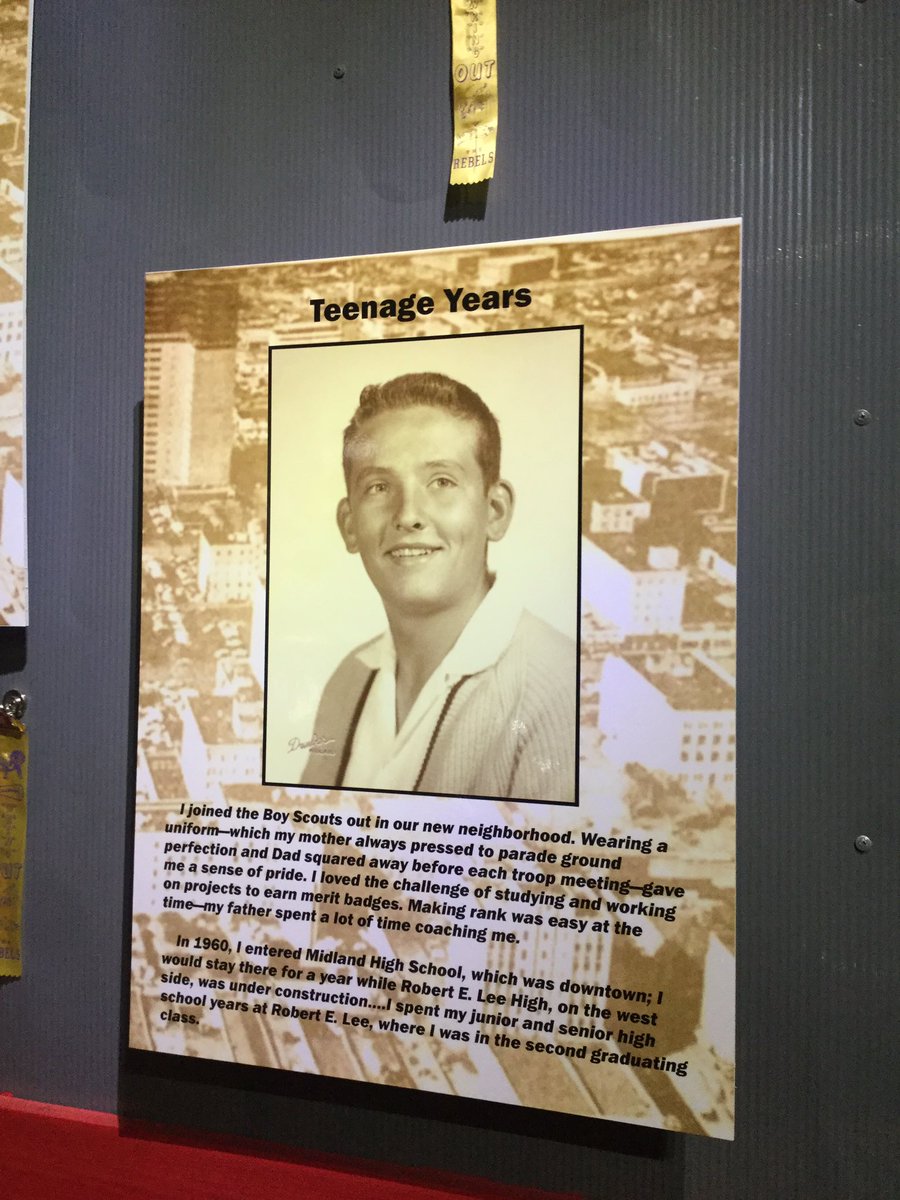 OUT
REBELS
Teenage Years
I joined the Boy Scouts out in our new neighborhood. Wearing a
uniform—which my mother always pressed to parade ground
perfection and Dad squared away before each troop meeting—gave
me a sense of pride. I loved the challenge of studying and working
on projects to earn merit badges. Making rank was easy at the
time—my father spent a lot of time coaching me.
In 1960, I entered Midland High School, which was downtown; I
would stay there for a year while Robert E. Lee High, on the west
side, was under construction....I spent my junior and senior high
school years at Robert E. Lee, where I was in the second graduating
class.